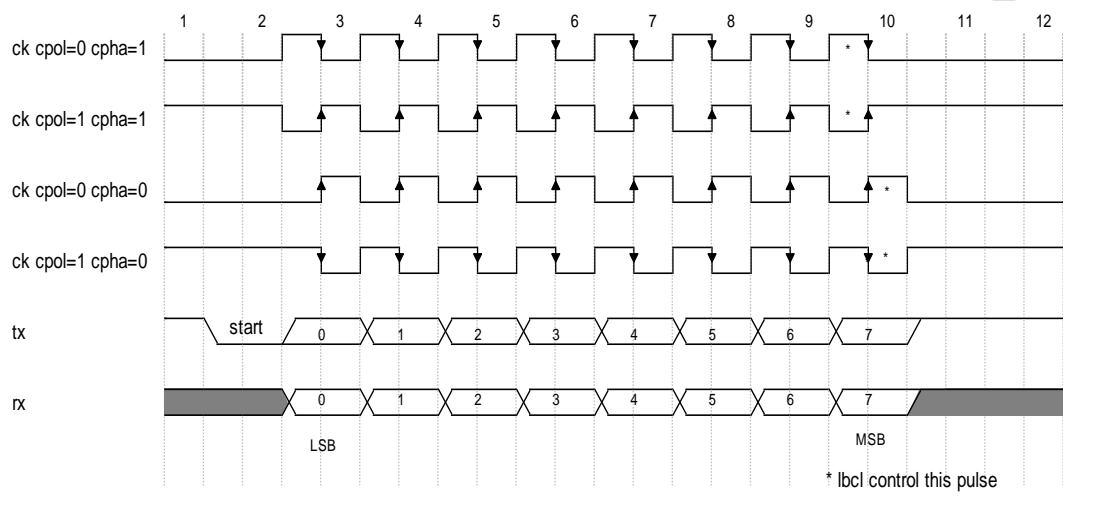 1 2 3 4 5 6 7 8 9 10 11 12
ck cpol=0 cpha=1 *
ck cpol=1 cpha=1 *
ck cpol=0 cpha=0 *
ck cpol=1 cpha=0 *
tx start 0 1 2 3 4 5 6 7
rx 0 1 2 3 4 5 6 7
LSB MSB
* lbcl control this pulse